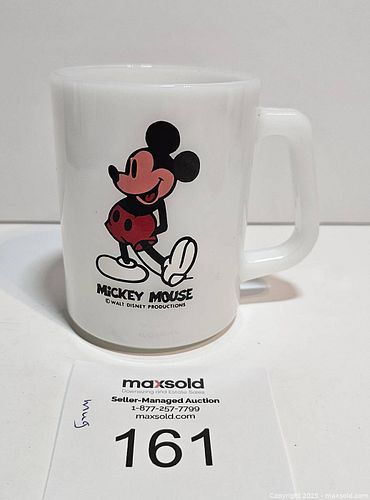 MICKEY MOUSE
© WALT DISNEY PRODUCTIONS
maxsold
Downsizing and Estate Sales
Seller-Managed Auction
1-877-257-7799
maxsold.com
mug
161
Copyright 2025 - maxsold.com